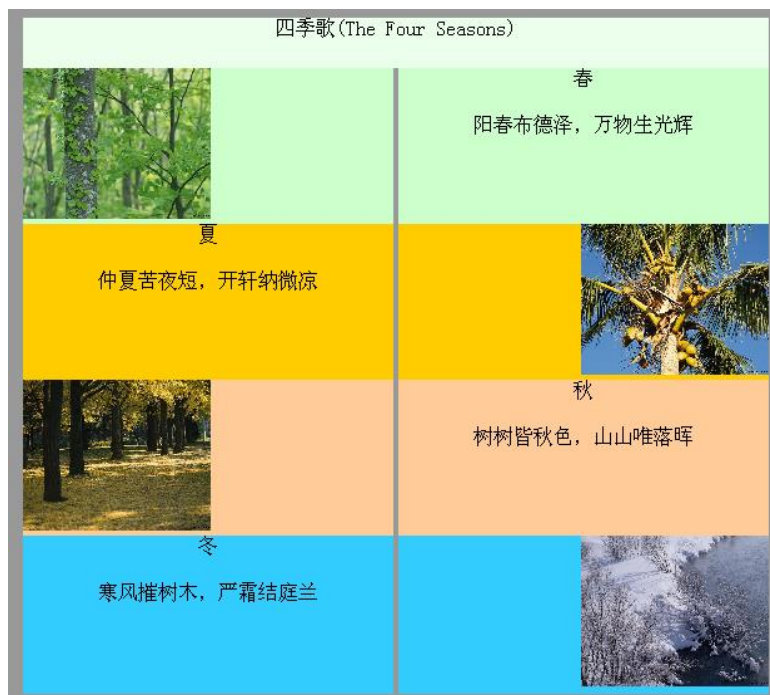 四季歌(The Four Seasons)
春
阳春布德泽，万物生光辉
夏
仲夏苦夜短，开轩纳微凉
秋
树树皆秋色，山山唯落晖
冬
寒风摧树木，严霜结庭兰